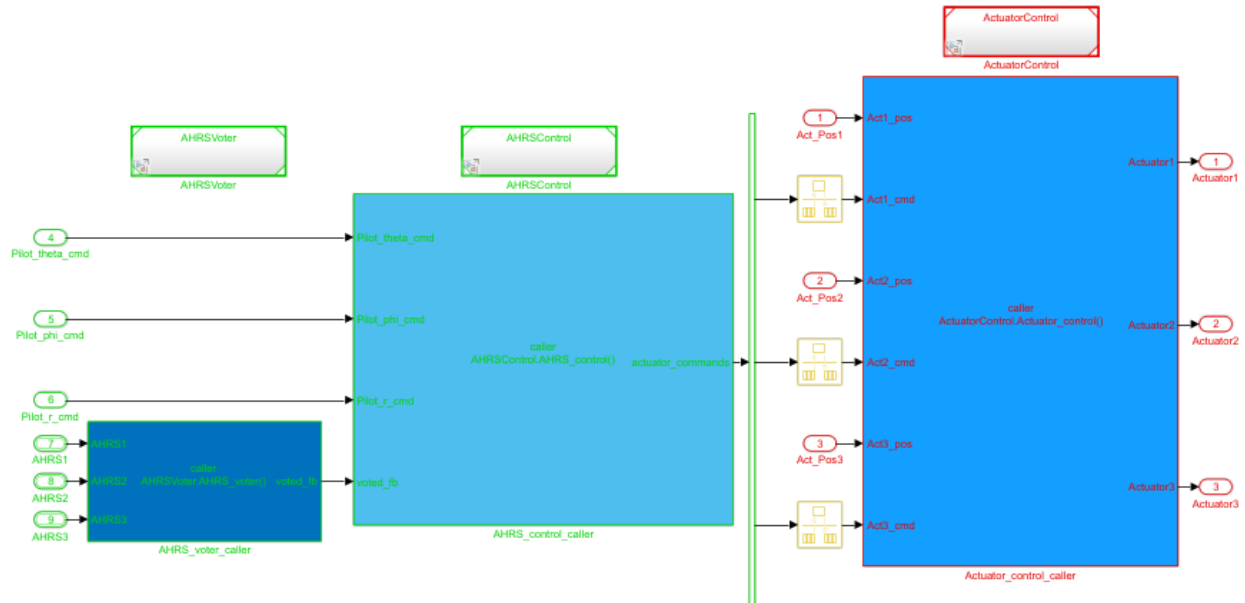 ActuatorControl
ActuatorControl
AHRSVoter
AHRSVoter
AHRSControl
AHRSControl
4
Pilot_theta_cmd
5
Pilot_phi_cmd
6
Pilot_r_cmd
7
AHRS1
8
AHRS2
9
AHRS3
AHRS1
AHRS2
AHRS3
caller
AHRSVoter.AHRS_voter()
voted_fb
AHRS_voter_caller
Pilot_theta_cmd
Pilot_phi_cmd
Pilot_r_cmd
voted_fb
caller
AHRSControl.AHRS_control()
actuator_commands
AHRS_control_caller
1
Act_Pos1
2
Act_Pos2
3
Act_Pos3
Act1_pos
Act1_cmd
Act2_pos
Act2_cmd
Act3_pos
Act3_cmd
caller
ActuatorControl.Actuator_control()
Actuator1
Actuator2
Actuator3
Actuator_control_caller
1
Actuator1
2
Actuator2
3
Actuator3